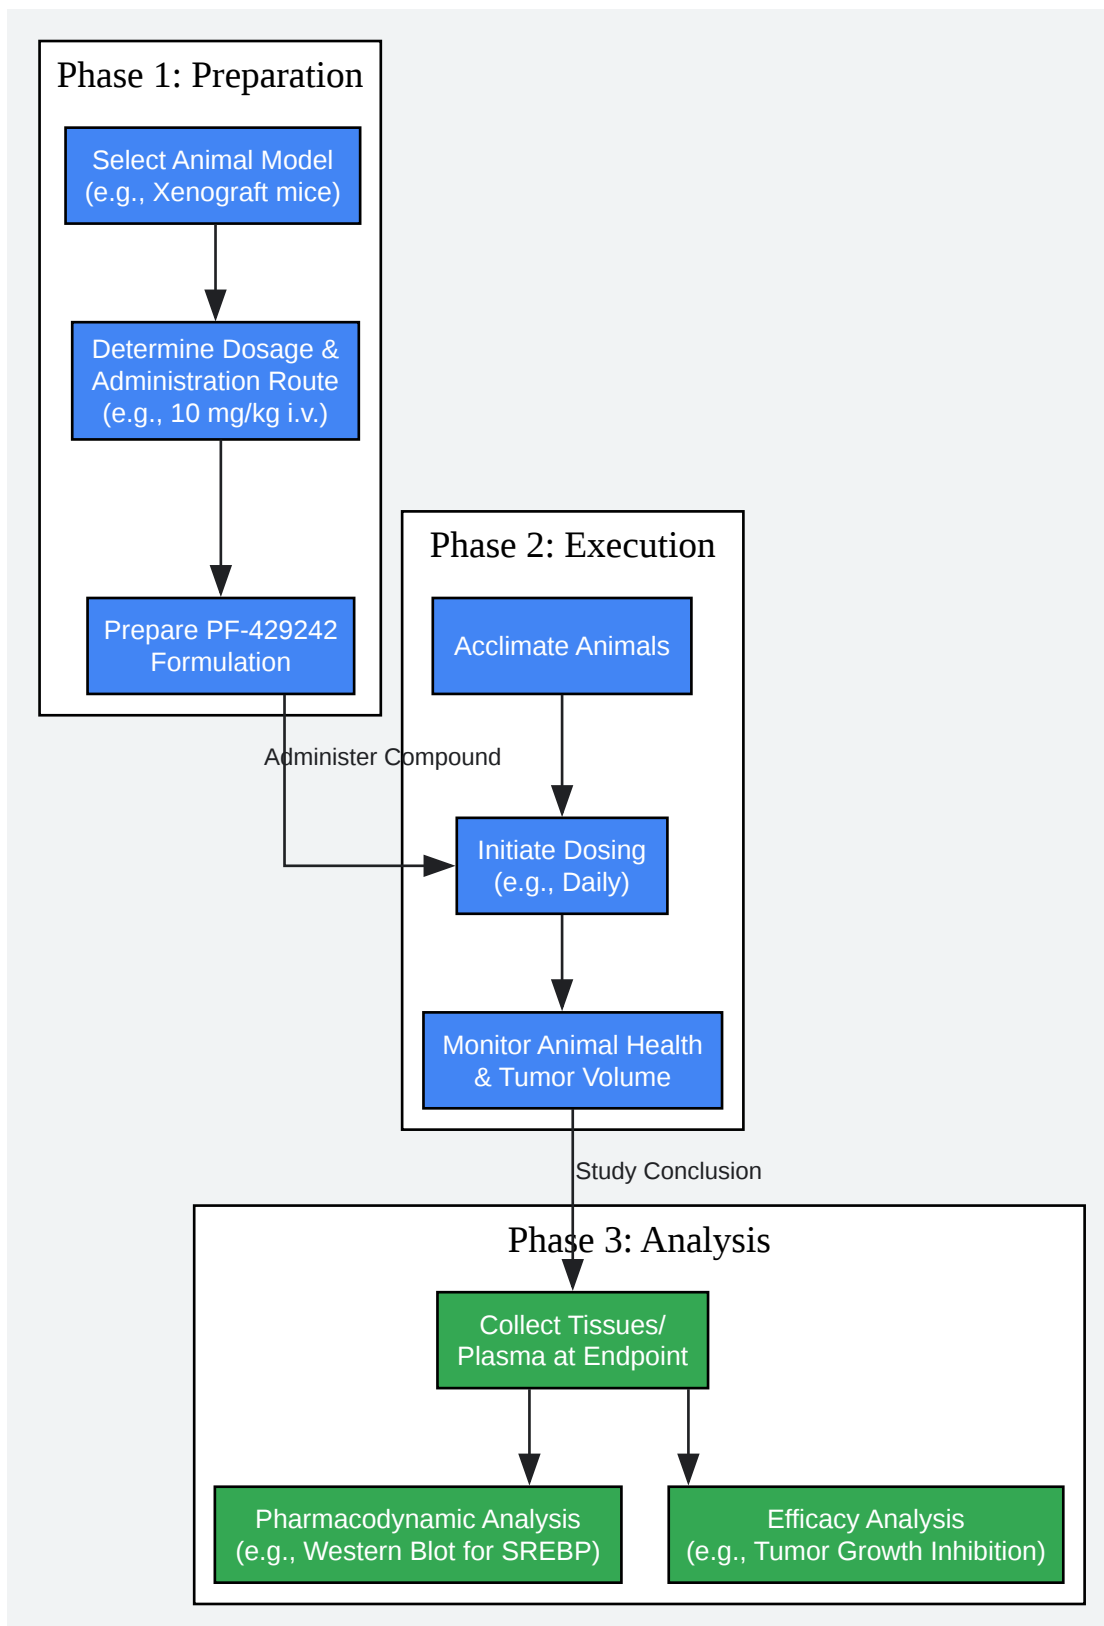 Phase 1: Preparation
Select Animal Model
(e.g., Xenograft mice)
Determine Dosage &
Administration Route
(e.g., 10 mg/kg i.v.)
Prepare PF-429242
Formulation
Administer Compound
Phase 2: Execution
Acclimate Animals
Initiate Dosing
(e.g., Daily)
Monitor Animal Health
& Tumor Volume
Study Conclusion
Phase 3: Analysis
Collect Tissues/
Plasma at Endpoint
Pharmacodynamic Analysis
(e.g., Western Blot for SREBP)
Efficacy Analysis
(e.g., Tumor Growth Inhibition)